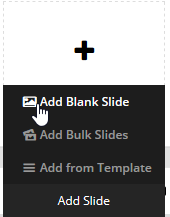 Add Blank Slide
Add Bulk Slides
Add from Template
Add Slide